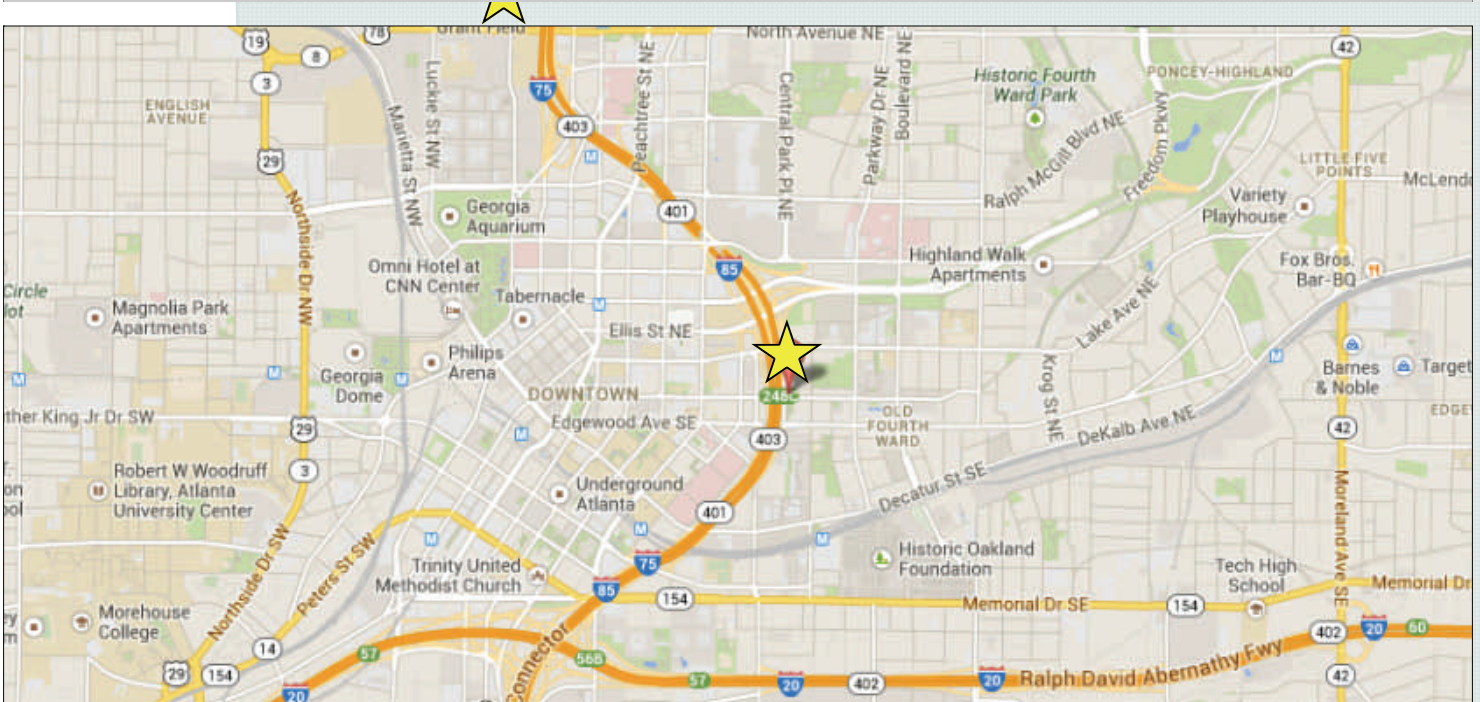 Grant Field
North Avenue NE
19
78
8
42
3
75
Luckie St NW
Peachtree St NE
Central Park Pl NE
Parkway Dr NE
Boulevard NE
Historic Fourth
Ward Park
PONCEY-HIGHLAND
ENGLISH
AVENUE
Marietta St NW
403
M
29
Ralph McGill Blvd NE
Freedom Pkwy
LITTLE FIVE
POINTS
Variety
Playhouse
Northside Dr NW
Georgia
Aquarium
401
Omni Hotel at
CNN Center
85
Highland Walk
Apartments
Fox Bros.
Bar-BQ
Circle
Magnolia Park
Apartments
Tabernacle
M
Ellis St NE
Lake Ave NE
Georgia
Dome
Philips
Arena
M
M
M
M
Krog St NE
Barnes
& Noble
Target
DOWNTOWN
ther King Jr Dr SW
29
Edgewood Ave SE
403
OLD
FOURTH
WARD
DeKalb Ave NE
42
EDGE
M
3
Robert W Woodruff
Library, Atlanta
University Center
on
Underground
Atlanta
401
Decatur St SE
Moreland Ave SE
M
M
M
Northside Dr SW
Peters St SW
Trinity United
Methodist Church
75
85
Historic Oakland
Foundation
Tech High
School
Memorial Dr
154
Memorial Dr SE
154
Morehouse
College
14
29
154
57
56B
Connector
402
20
60
20
57
20
402
20
Ralph David Abernathy Fwy
42